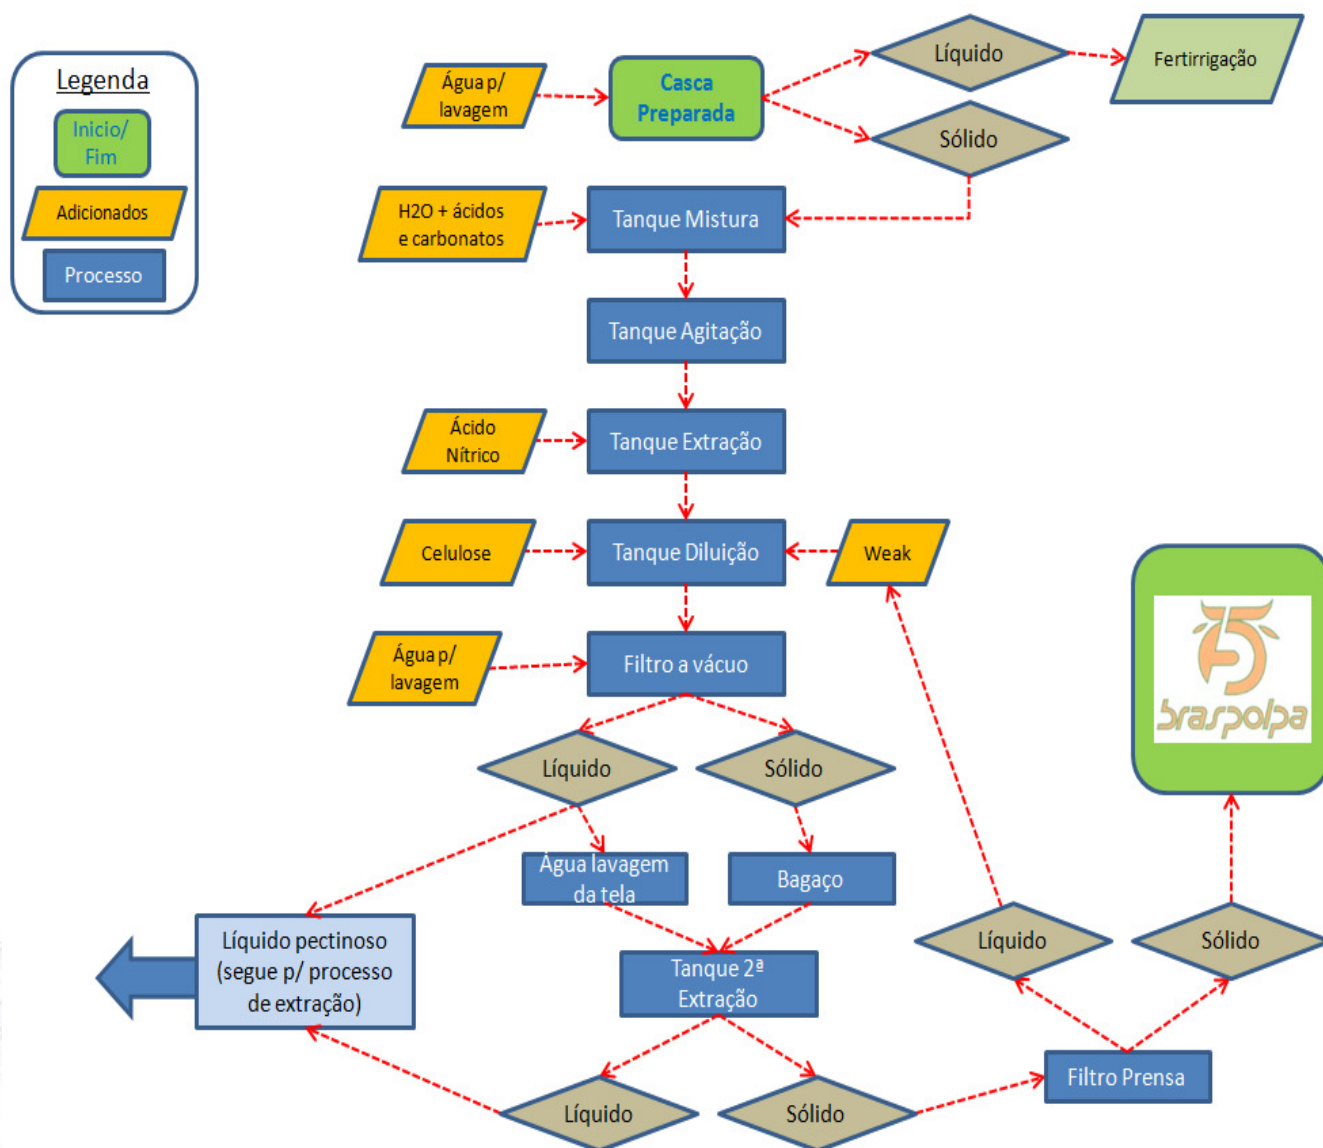 Legenda
Inicio/
Fim
Adicionados
Processo
Água p/
lavagem
Casca
Preparada
Líquido
Fertirrigação
Sólido
H2O + ácidos
e carbonatos
Tanque Mistura
Tanque Agitação
Ácido
Nítrico
Tanque Extração
Celulose
Tanque Diluição
Weak
Água p/
lavagem
Filtro a vácuo
braspolpa
Líquido
Sólido
Água lavagem
da tela
Bagaço
Líquido pectinoso
(segue p/ processo
de extração)
Tanque 2ª
Extração
Líquido
Sólido
Filtro Prensa
Líquido
Sólido